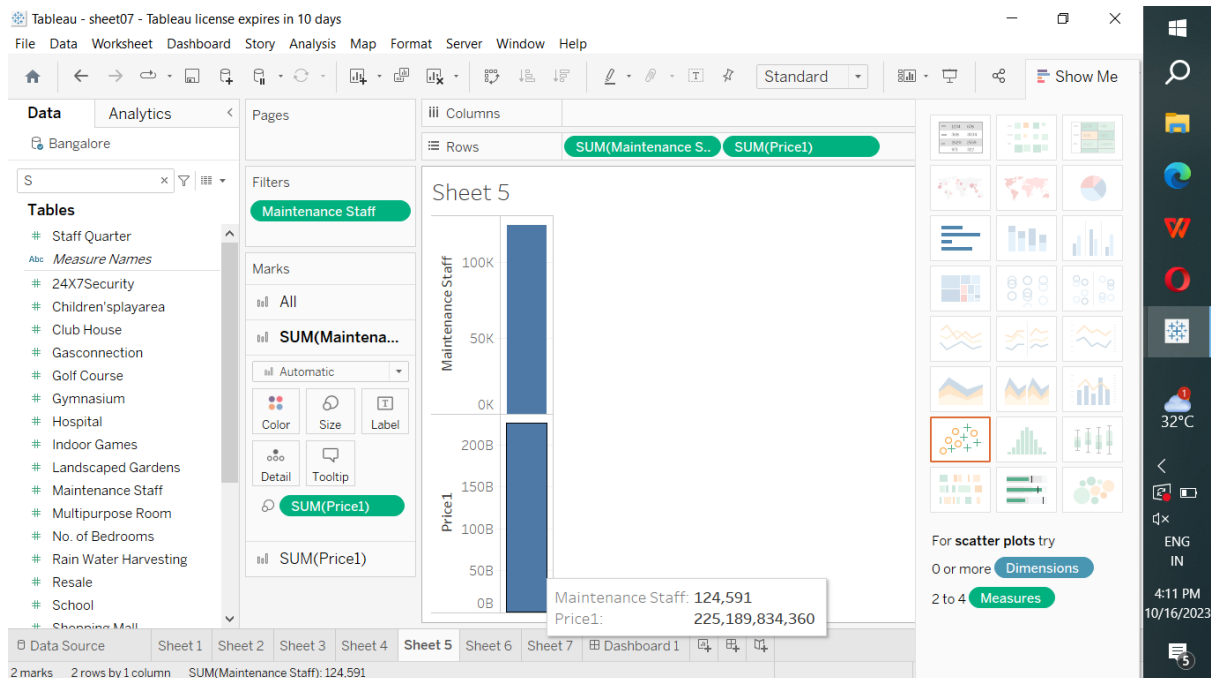 Tableau - sheet07 - Tableau license expires in 10 days
File Data Worksheet Dashboard Story Analysis Map Format Server Window Help
Standard
Show Me
Data Analytics
Bangalore
S
Tables
# Staff Quarter
Abc Measure Names
# 24X7Security
# Children'splayarea
# Club House
# Gasconnection
# Golf Course
# Gymnasium
# Hospital
# Indoor Games
# Landscaped Gardens
# Maintenance Staff
# Multipurpose Room
# No. of Bedrooms
# Rain Water Harvesting
# Resale
# School
# Shopping Mall
Pages
Filters
Maintenance Staff
Marks
All
SUM(Maintena...
Automatic
Color Size Label
Detail Tooltip
SUM(Price1)
SUM(Price1)
iii Columns
Rows SUM(Maintenance S.. SUM(Price1)
Sheet 5
Maintenance Staff
100K
50K
0K
Price1
200B
150B
100B
50B
0B
Maintenance Staff: 124,591
Price1: 225,189,834,360
For scatter plots try
0 or more Dimensions
2 to 4 Measures
Data Source Sheet 1 Sheet 2 Sheet 3 Sheet 4 Sheet 5 Sheet 6 Sheet 7 Dashboard 1
2 marks 2 rows by 1 column SUM(Maintenance Staff): 124,591
1
32°C
ENG
IN
4:11 PM
10/16/2023
5